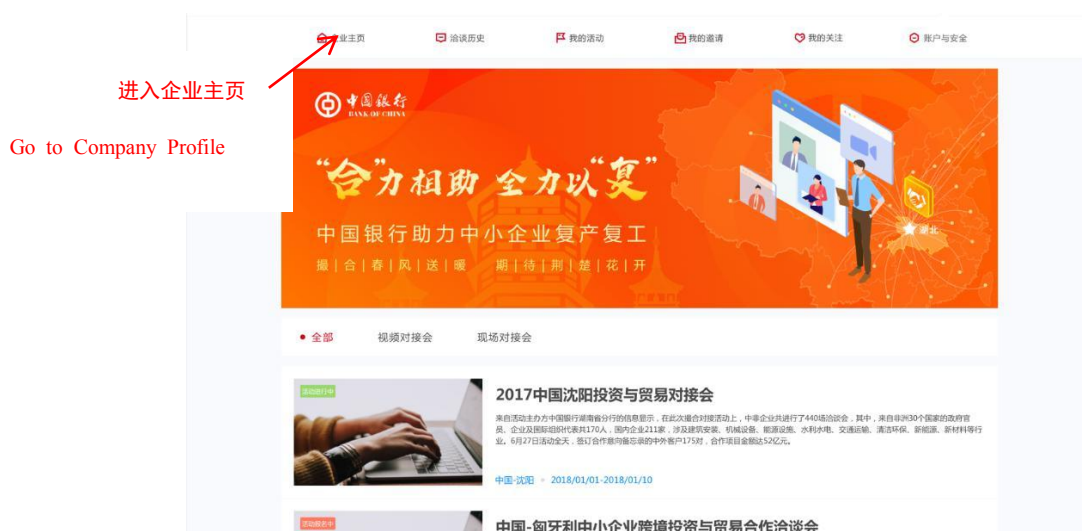 企业主页
洽谈历史
我的活动
我的邀请
我的关注
账户与安全
进入企业主页
Go to Company Profile
中国银行
BANK OF CHINA
“合”力相助 全力以“复”
中国银行助力中小企业复产复工
撮|合|春|风|送|暖 期|待|荆|楚|花|开
湖北
全部
视频对接会
现场对接会
活动进行中
2017中国沈阳投资与贸易对接会
来自活动主办方中国银行湖南省分行的信息显示，在此次撮合对接活动上，中非企业共进行了440场洽谈会，其中，来自非洲30个国家的政府官
员、企业及国际组织代表共170人，国内企业211家，涉及建筑安装、机械设备、能源设施、水利水电、交通运输、清洁环保、新能源、新材料等行
业。6月27日活动全天，签订合作意向备忘录的中外客户175对，合作项目金额达52亿元。
中国-沈阳 2018/01/01-2018/01/10
活动报名中
中国-匈牙利中小企业跨境投资与贸易合作洽谈会